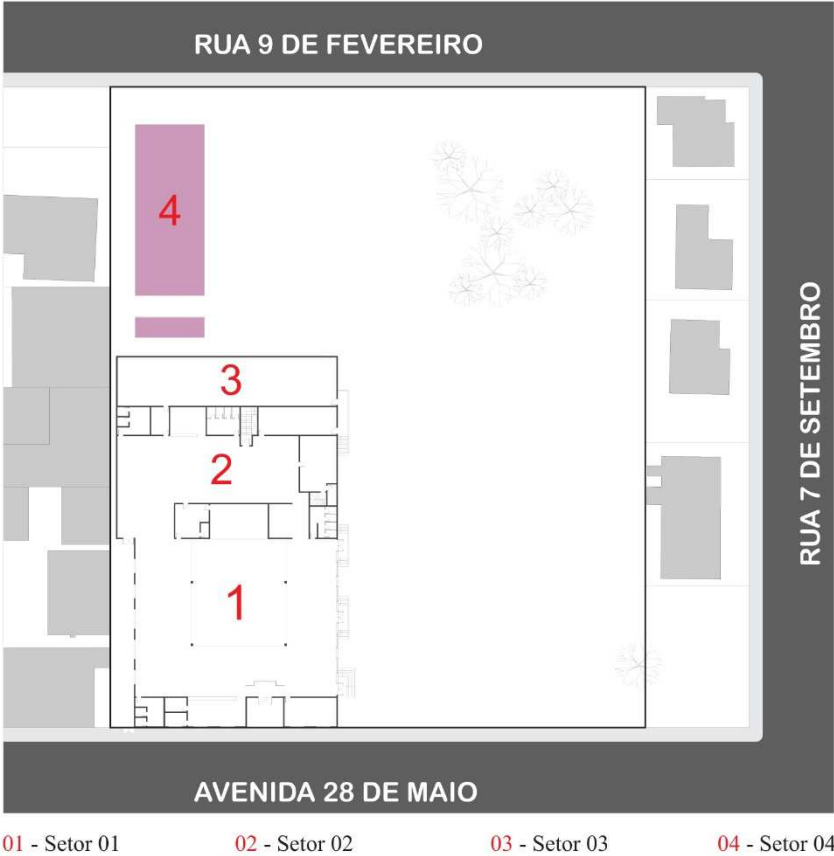 RUA 9 DE FEVEREIRO
4
3
2
1
RUA 7 DE SETEMBRO
AVENIDA 28 DE MAIO
01 - Setor 01 02 - Setor 02 03 - Setor 03 04 - Setor 04